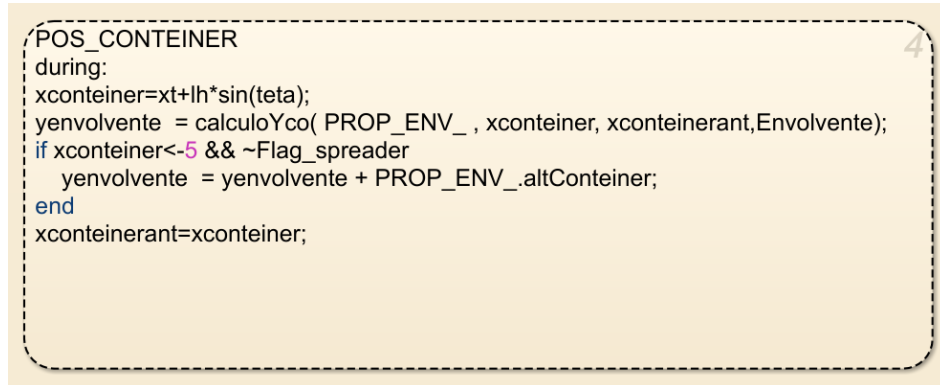 POS_CONTEINER
4
during:
xconteiner=xt+lh*sin(teta);
yenvolvente  = calculoYco( PROP_ENV_ , xconteiner, xconteinerant,Envolvente);
if xconteiner<-5 && ~Flag_spreader
   yenvolvente  = yenvolvente + PROP_ENV_.altConteiner;
end
xconteinerant=xconteiner;